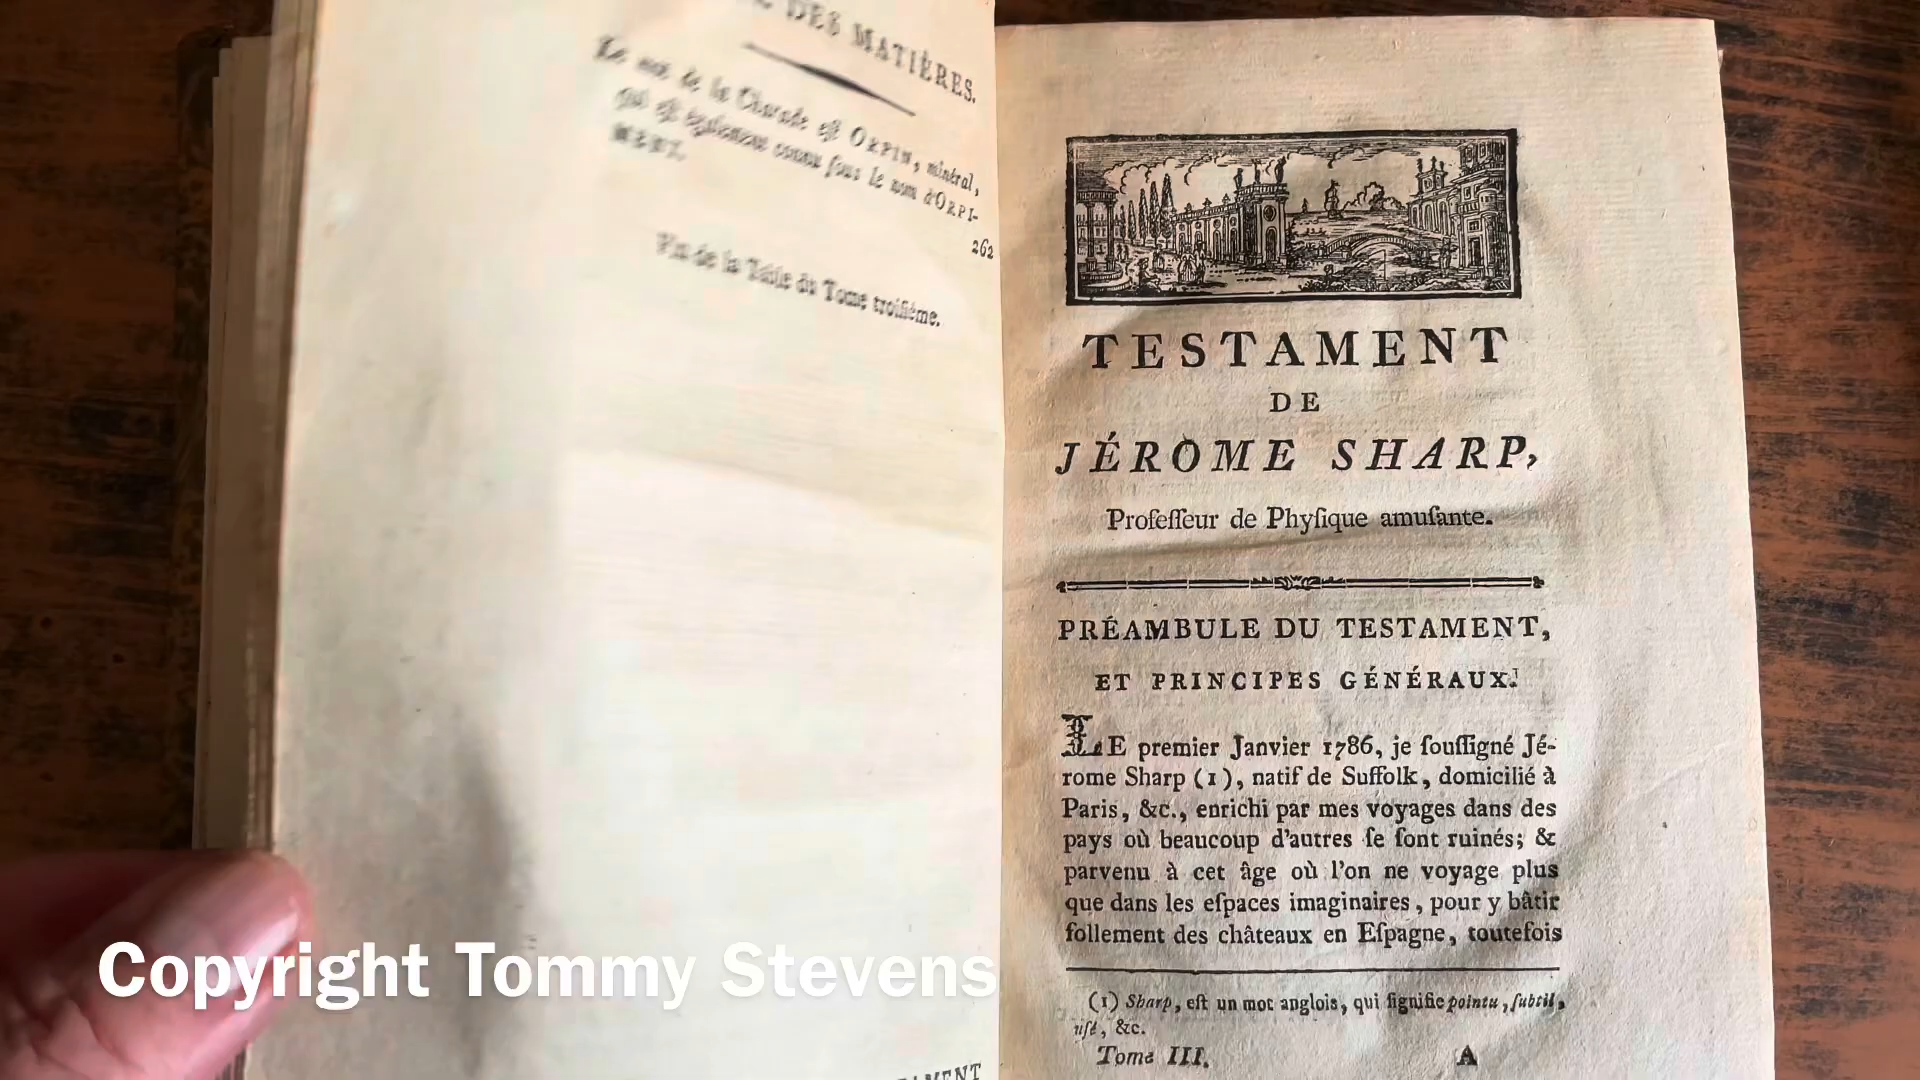 DES MATIÈRES.
Le mot de la Charade eſt ORPIN, minéral,
qui eſt également connu ſous le nom d'ORPI-
MENT.
262
Fin de la Table du Tome troiſième.
TESTAMENT
DE
JÉROME SHARP,
Profeſſeur de Phyſique amuſante.
PRÉAMBULE DU TESTAMENT,
ET PRINCIPES GÉNÉRAUX.
LE premier Janvier 1786, je ſouſſigné Jé-
rome Sharp (1), natif de Suffolk, domicilié à
Paris, &c., enrichi par mes voyages dans des
pays où beaucoup d'autres ſe ſont ruinés; &
parvenu à cet âge où l'on ne voyage plus
que dans les eſpaces imaginaires, pour y bâtir
follement des châteaux en Eſpagne, toutefois
(1) Sharp, eſt un mot anglois, qui ſignifie pointu, ſubtil,
uſé, &c.
Tome III. A
Copyright Tommy Stevens